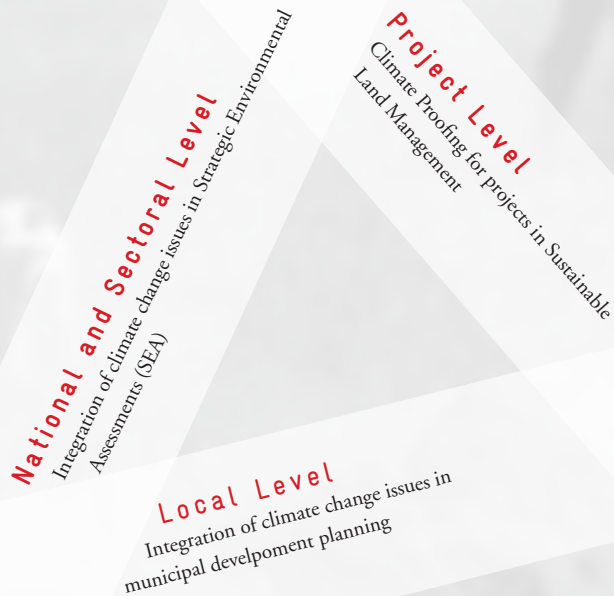 National and Sectoral Level
Integration of climate change issues in Strategic Environmental
Assessments (SEA)
Project Level
Climate Proofing for projects in Sustainable
Land Management
Local Level
Integration of climate change issues in
municipal develpoment planning